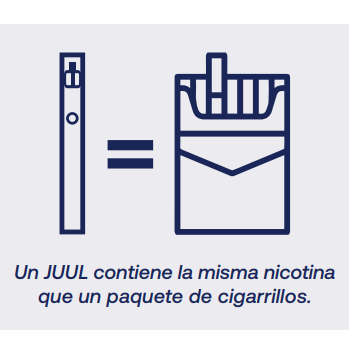 Un JUUL contiene la misma nicotina
que un paquete de cigarrillos.